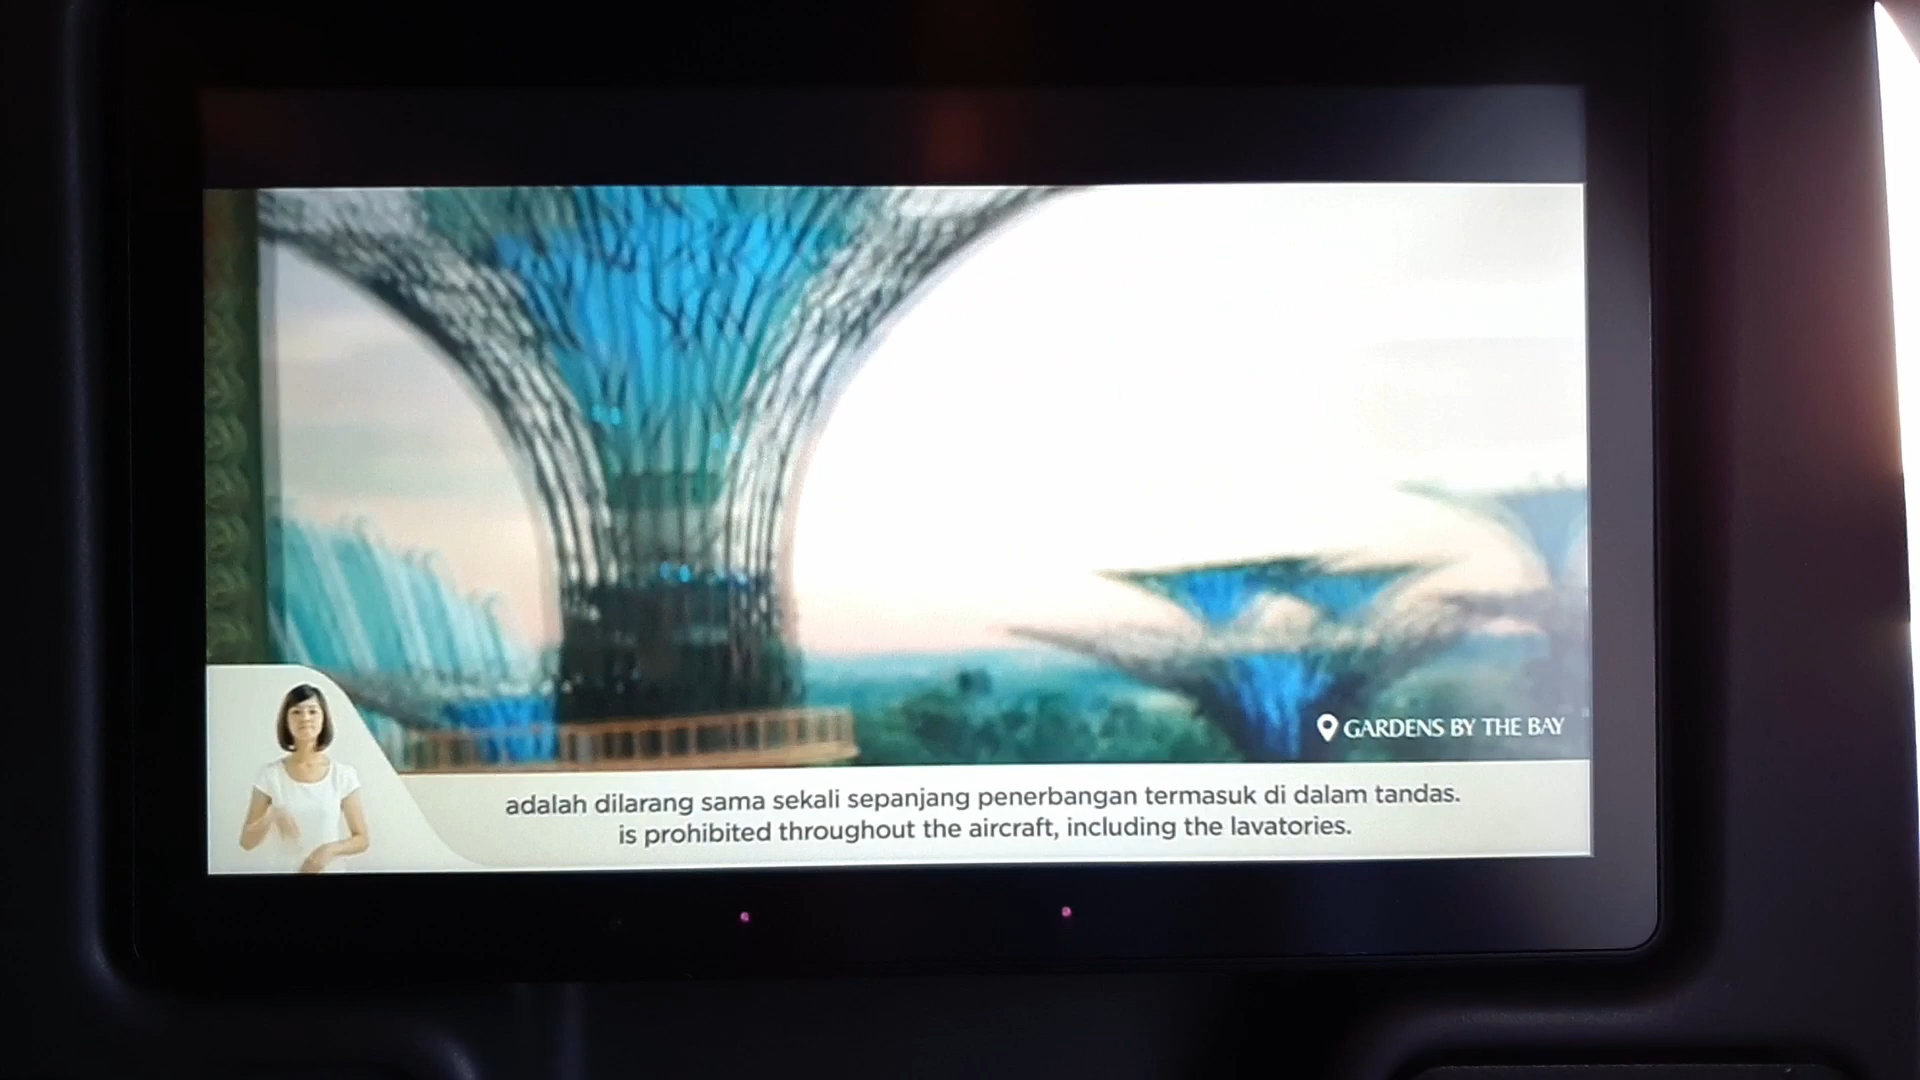 GARDENS BY THE BAY
adalah dilarang sama sekali sepanjang penerbangan termasuk di dalam tandas.
is prohibited throughout the aircraft, including the lavatories.